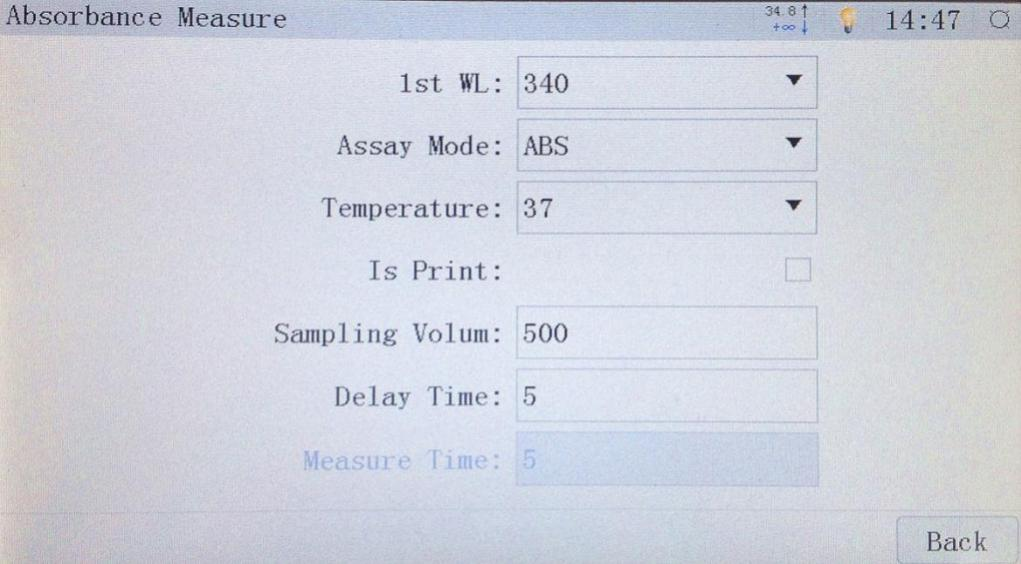 Absorbance Measure 34.8↑ +∞↓ 14:47
1st WL: 340
Assay Mode: ABS
Temperature: 37
Is Print:
Sampling Volum: 500
Delay Time: 5
Measure Time: 5
Back